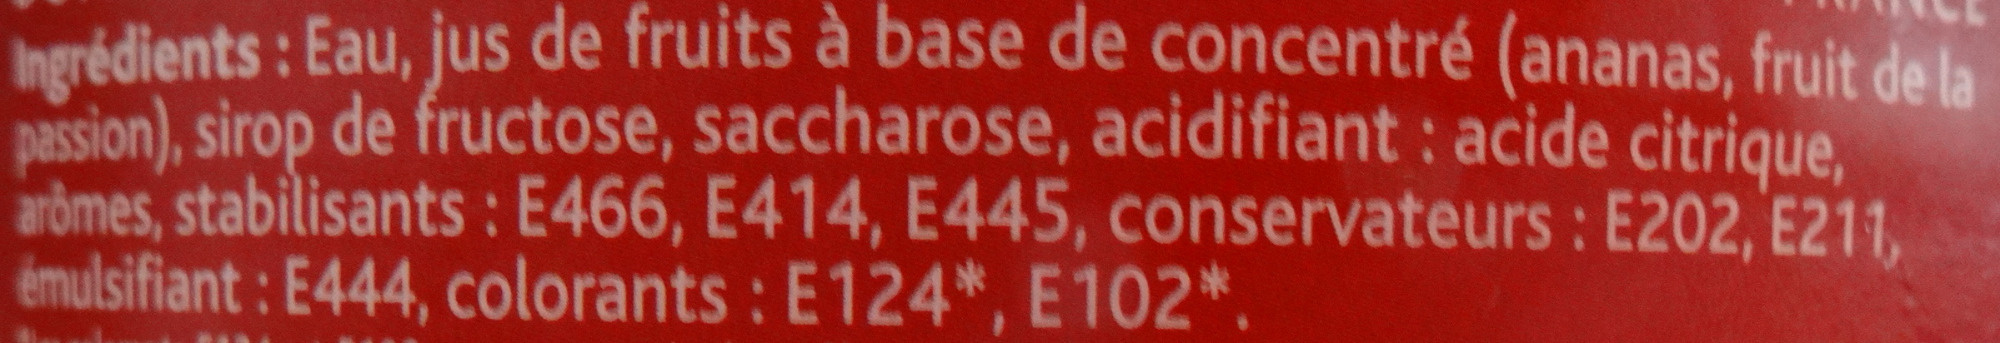 FRANCE
Ingrédients : Eau, jus de fruits à base de concentré (ananas, fruit de la
passion), sirop de fructose, saccharose, acidifiant : acide citrique,
arômes, stabilisants : E466, E414, E445, conservateurs : E202, E211,
émulsifiant : E444, colorants : E124*, E102*.